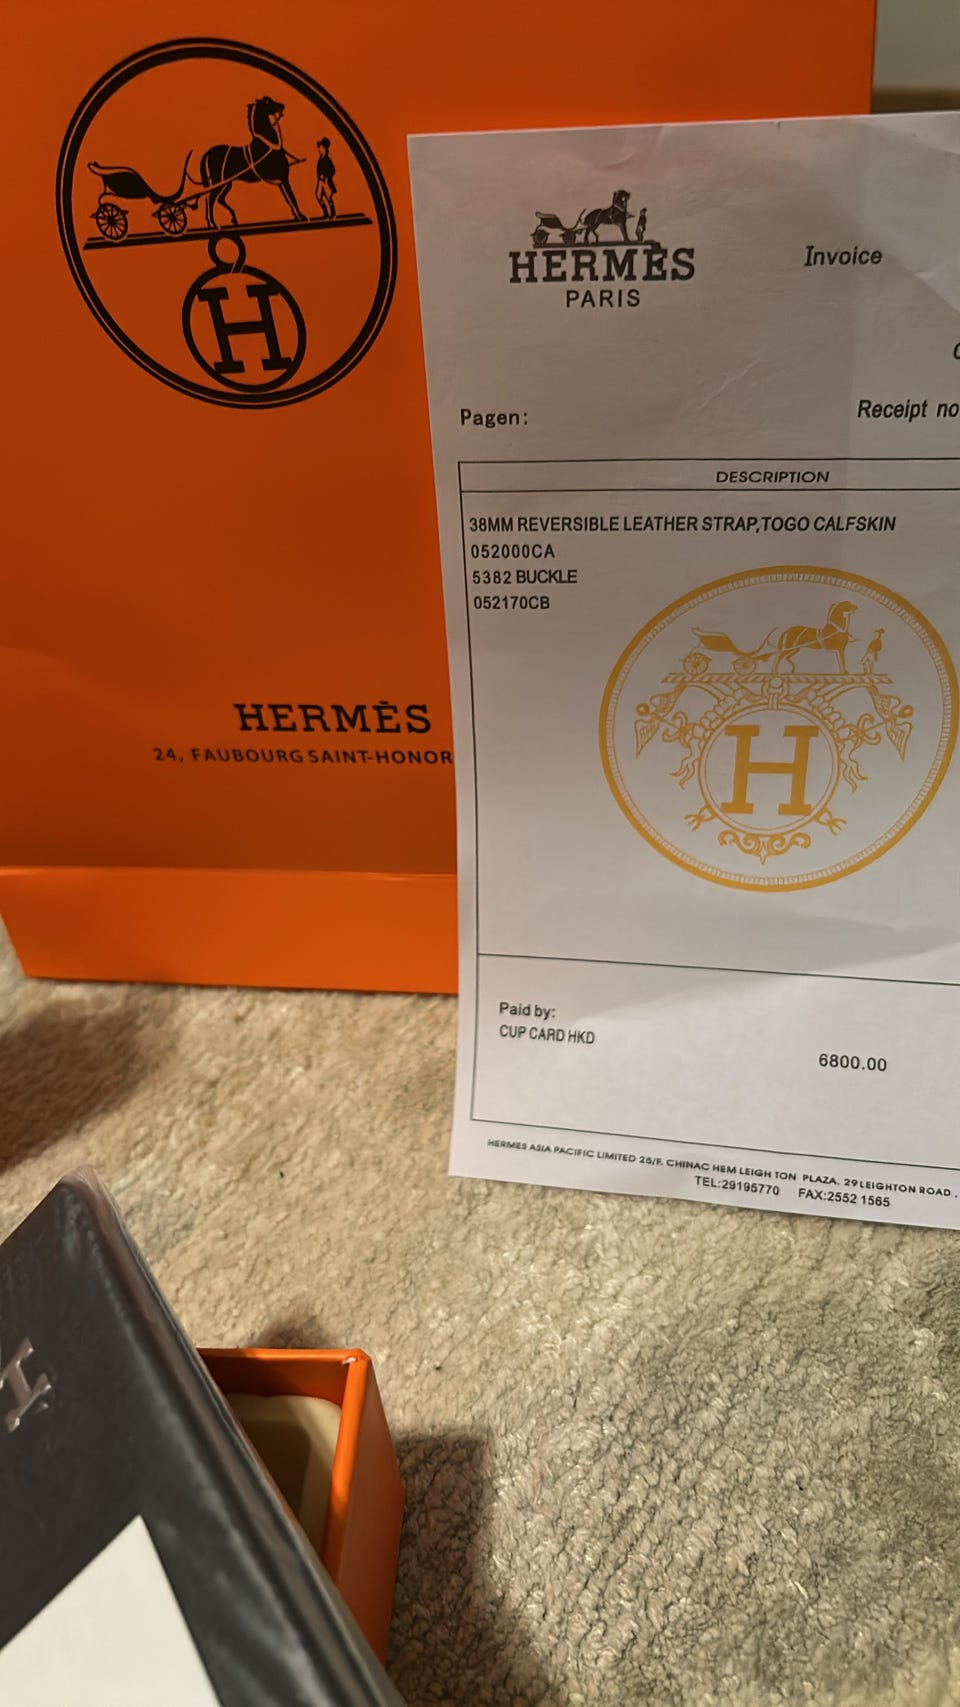 H
HERMÈS
24, FAUBOURG SAINT-HONOR
HERMÈS
PARIS
Invoice
Pagen:
Receipt no
DESCRIPTION
38MM REVERSIBLE LEATHER STRAP,TOGO CALFSKIN
052000CA
5382 BUCKLE
052170CB
H
Paid by:
CUP CARD HKD
6800.00
HERMES ASIA PACIFIC LIMITED 25/F. CHINAC HEM LEIGH TON PLAZA. 29LEIGHTON ROAD .
TEL:29195770 FAX:2552 1565
H